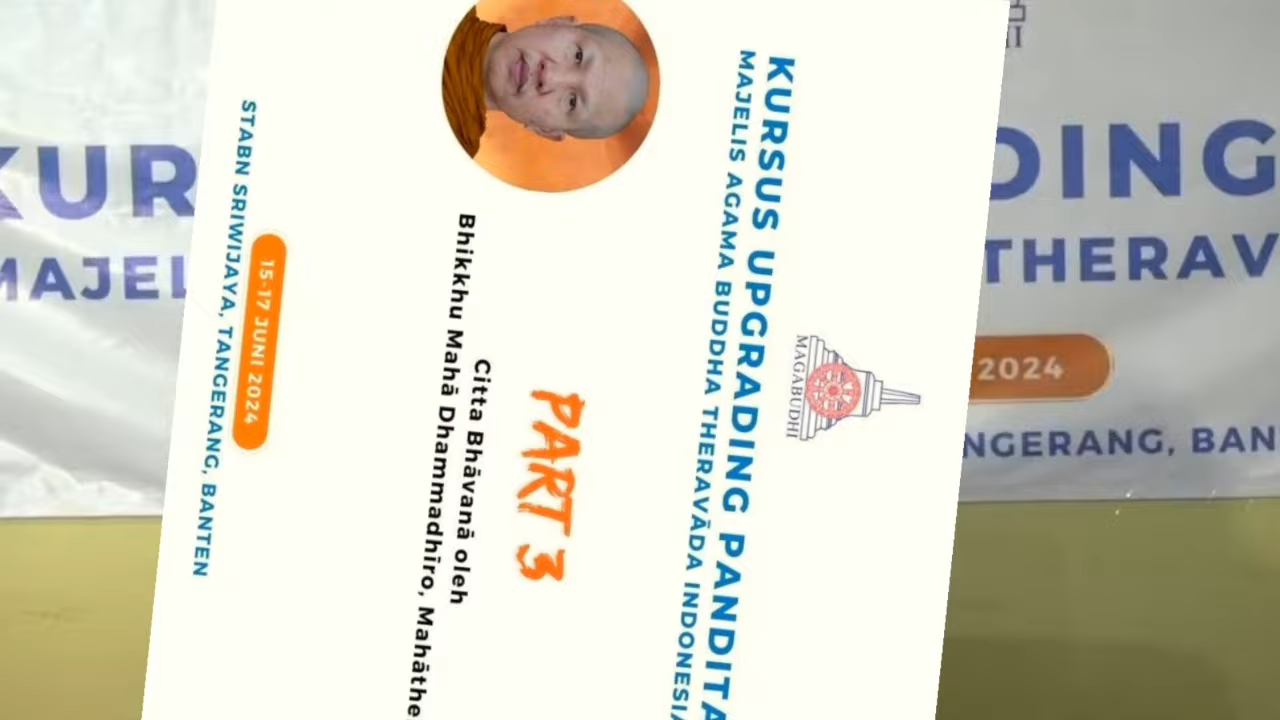 MAGABUDHI
KURSUS UPGRADING PANDITA
MAJELIS AGAMA BUDDHA THERAVĀDA INDONESIA
PART 3
Citta Bhāvanā oleh
Bhikkhu Mahā Dhammadhīro, Mahāthe
15-17 JUNI 2024
STABN SRIWIJAYA, TANGERANG, BANTEN
KUR
DING
MAJEL
THERAV
2024
NGERANG, BAN